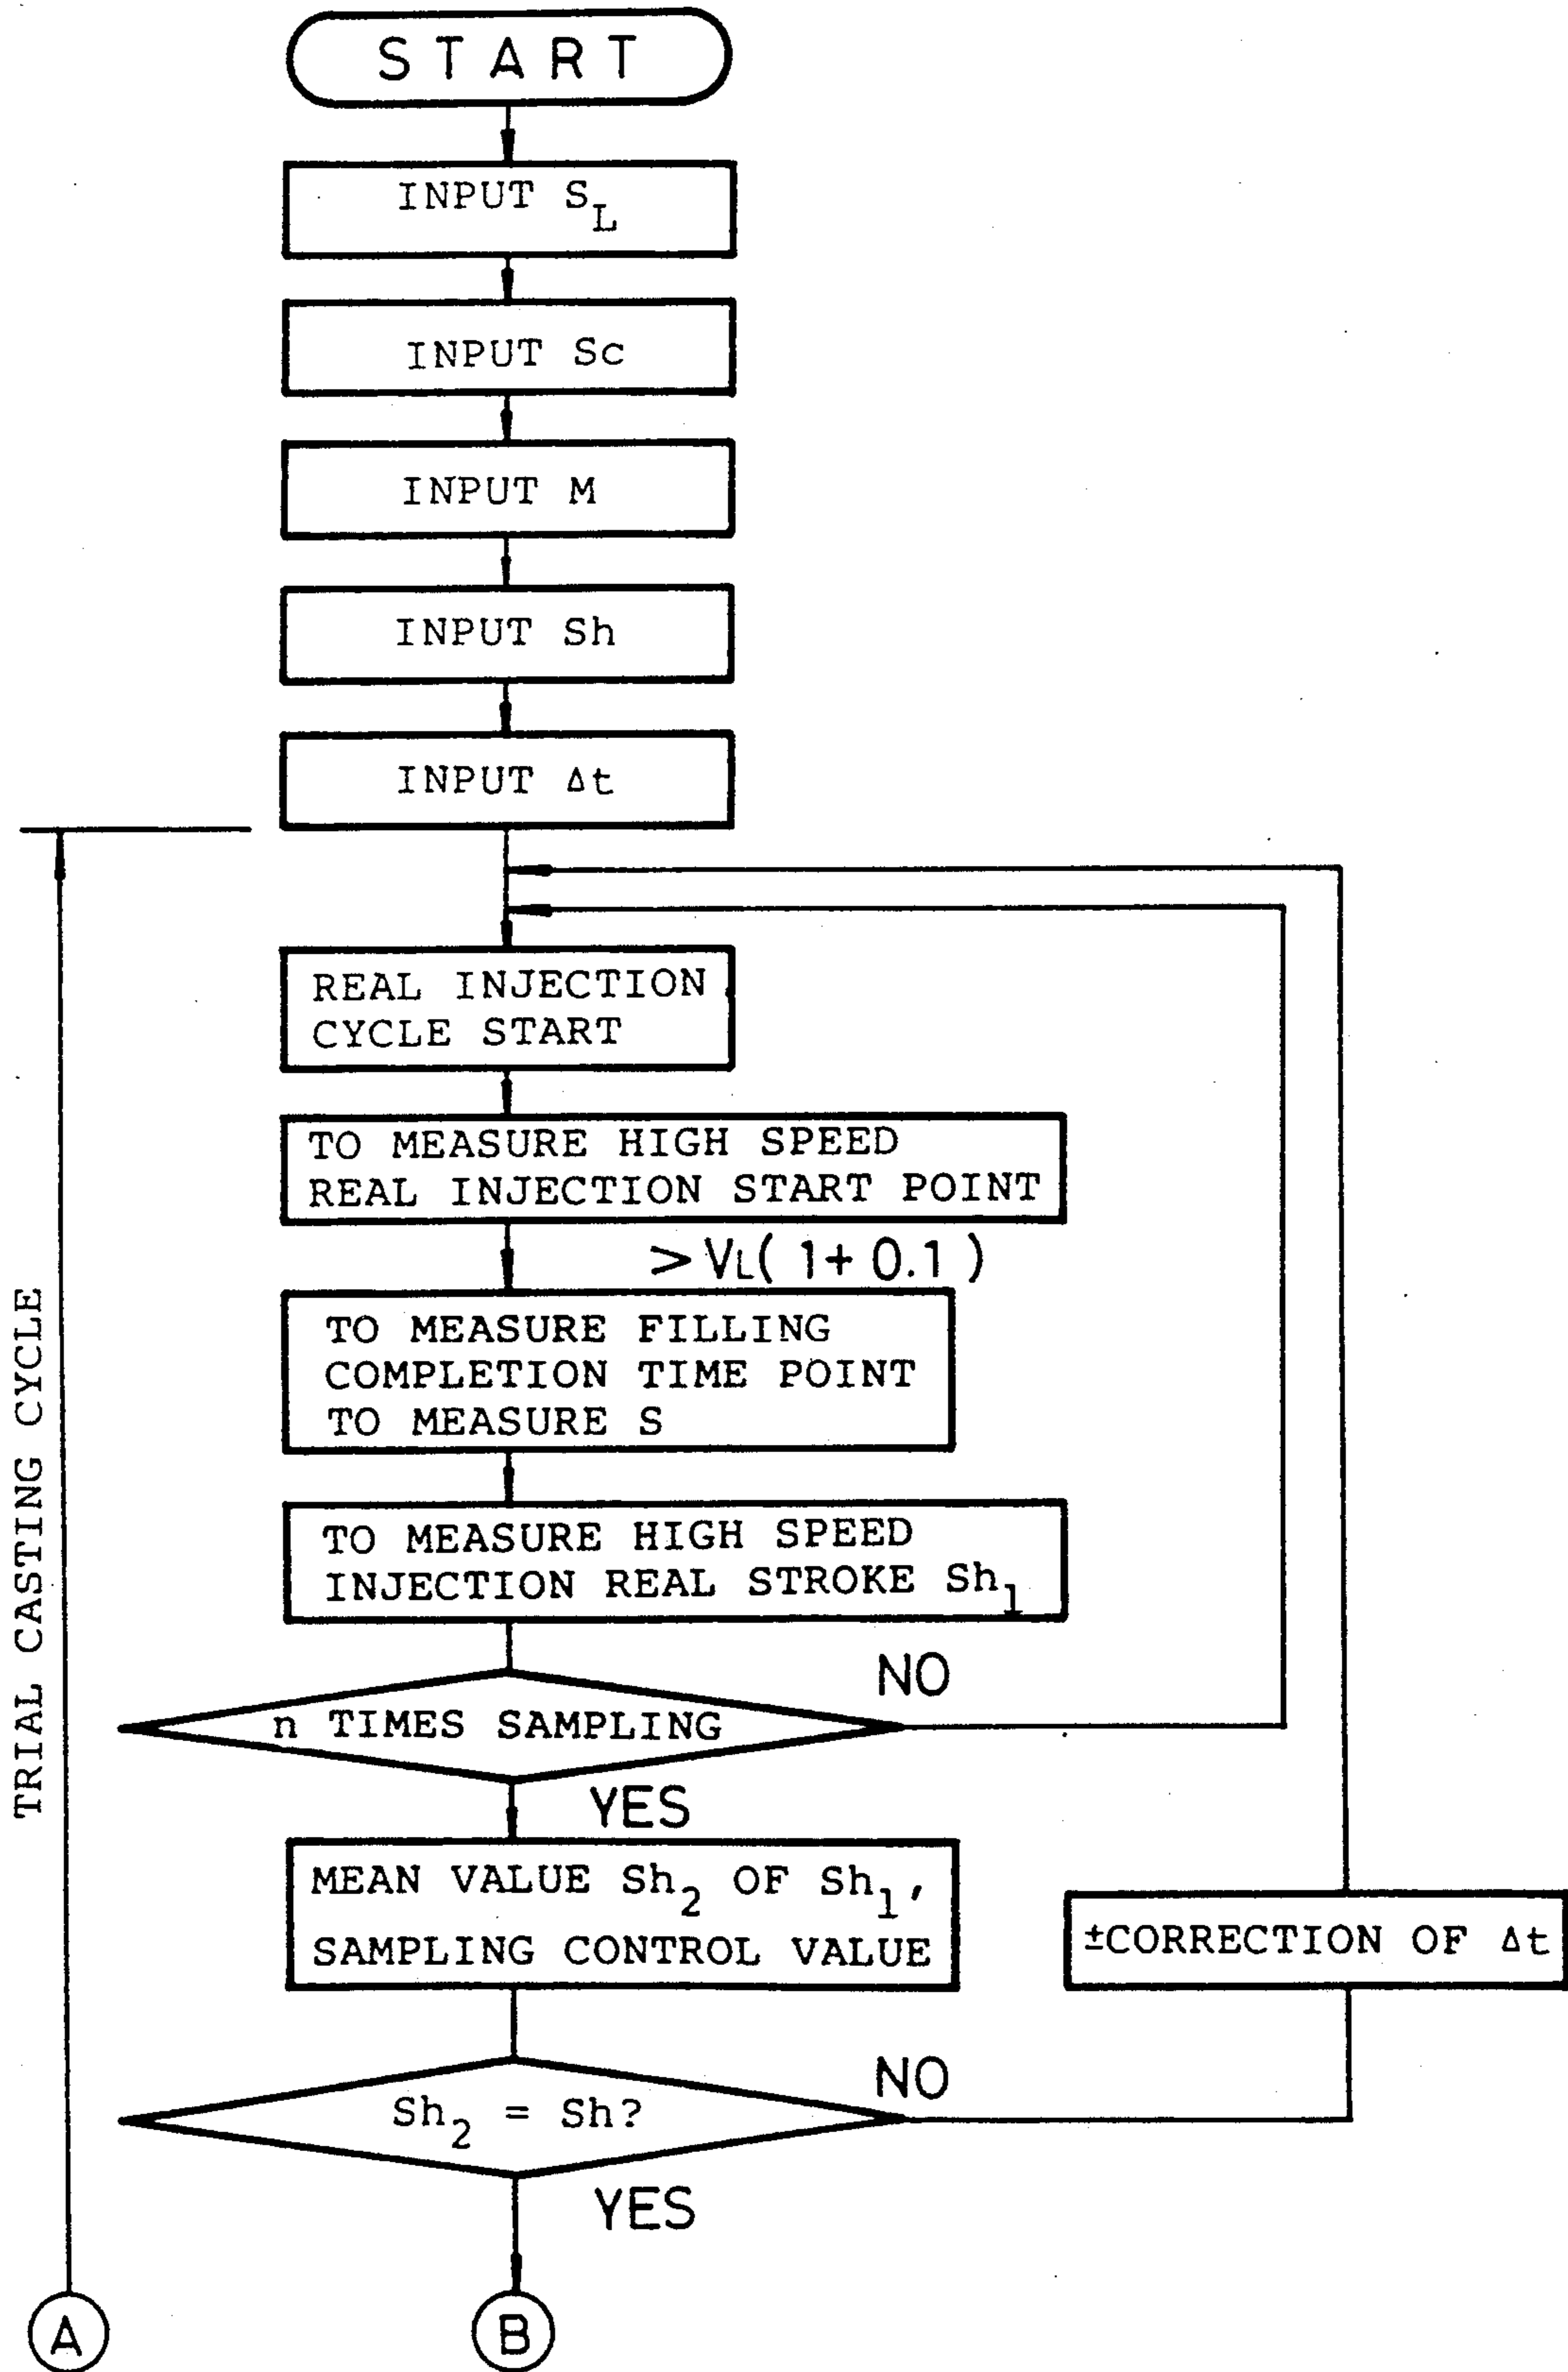 START
INPUT S_L
INPUT Sc
INPUT M
INPUT Sh
INPUT Δt
REAL INJECTION
CYCLE START
TO MEASURE HIGH SPEED
REAL INJECTION START POINT
> VL( 1 + 0.1 )
TO MEASURE FILLING
COMPLETION TIME POINT
TO MEASURE S
TO MEASURE HIGH SPEED
INJECTION REAL STROKE Sh₁
n TIMES SAMPLING
NO
YES
MEAN VALUE Sh₂ OF Sh₁,
SAMPLING CONTROL VALUE
±CORRECTION OF Δt
Sh₂ = Sh?
NO
YES
TRIAL CASTING CYCLE
A
B